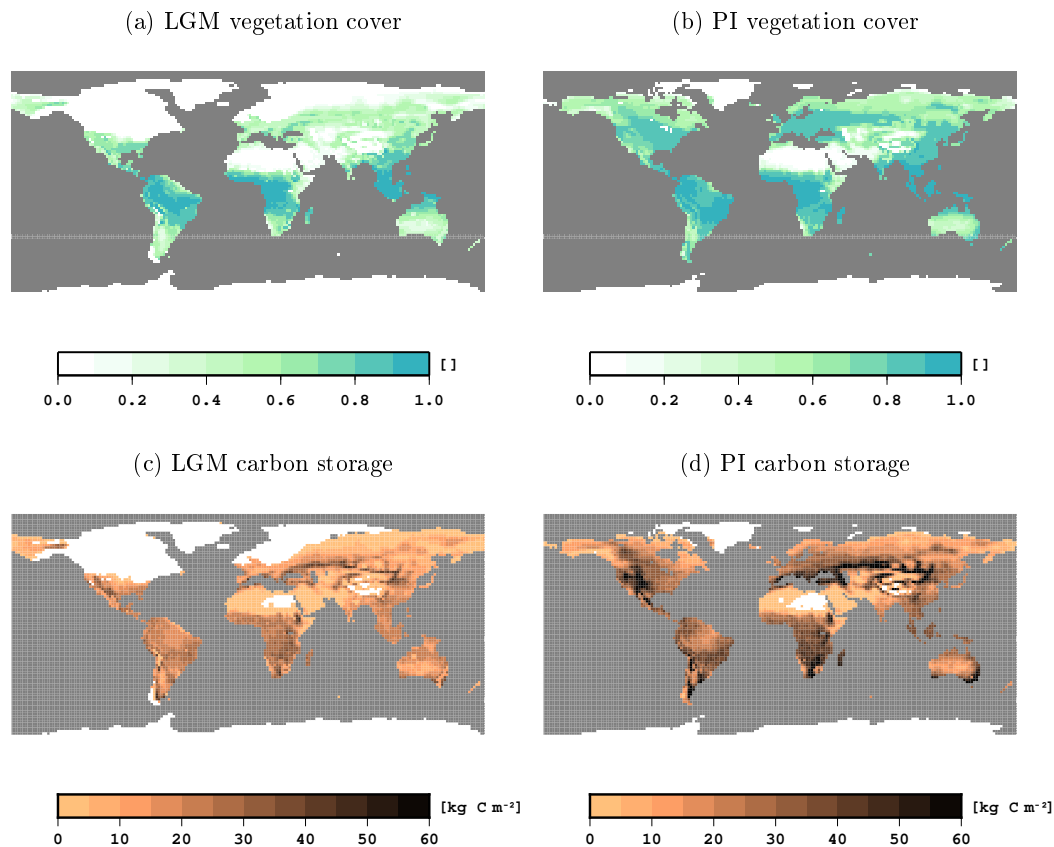 (a) LGM vegetation cover
(b) PI vegetation cover
[]
0.0 0.2 0.4 0.6 0.8 1.0
[]
0.0 0.2 0.4 0.6 0.8 1.0
(c) LGM carbon storage
(d) PI carbon storage
[kg C m⁻²]
0 10 20 30 40 50 60
[kg C m⁻²]
0 10 20 30 40 50 60